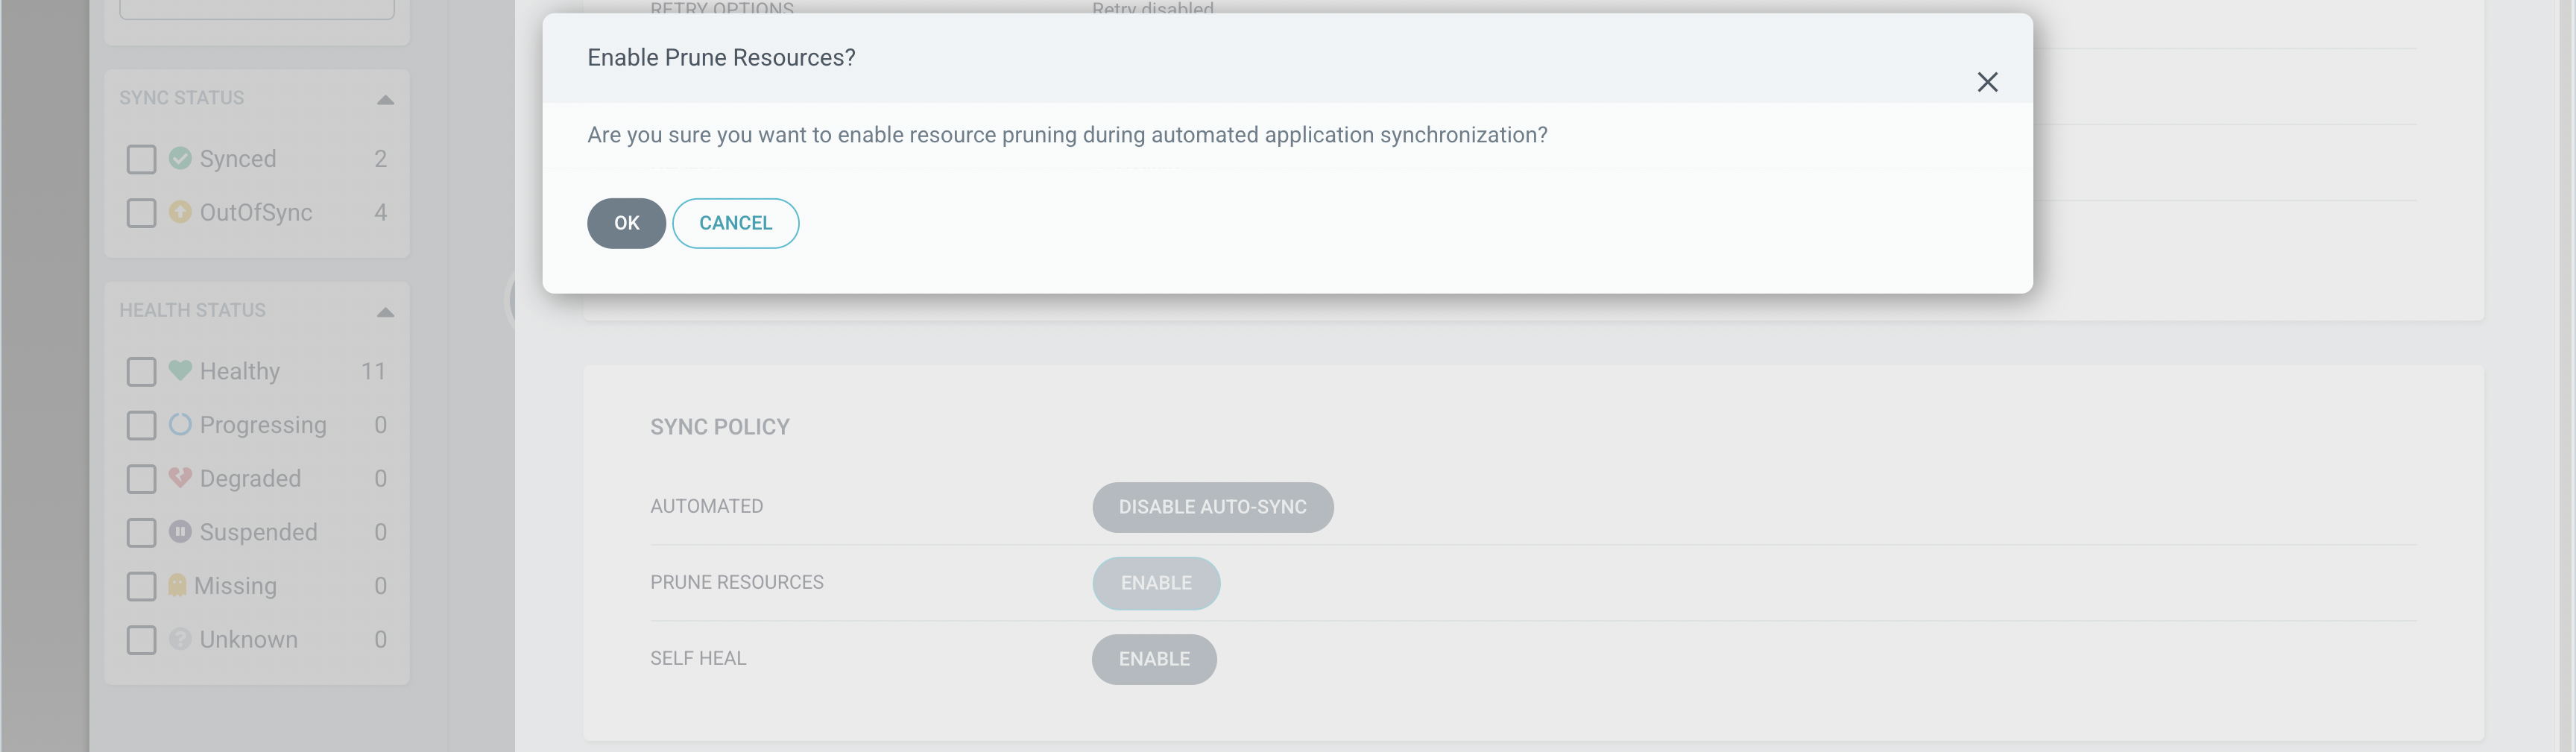 RETRY OPTIONS Retry disabled
Enable Prune Resources?
Are you sure you want to enable resource pruning during automated application synchronization?
OK CANCEL
SYNC STATUS
Synced 2
OutOfSync 4
HEALTH STATUS
Healthy 11
Progressing 0
Degraded 0
Suspended 0
Missing 0
Unknown 0
SYNC POLICY
AUTOMATED DISABLE AUTO-SYNC
PRUNE RESOURCES ENABLE
SELF HEAL ENABLE